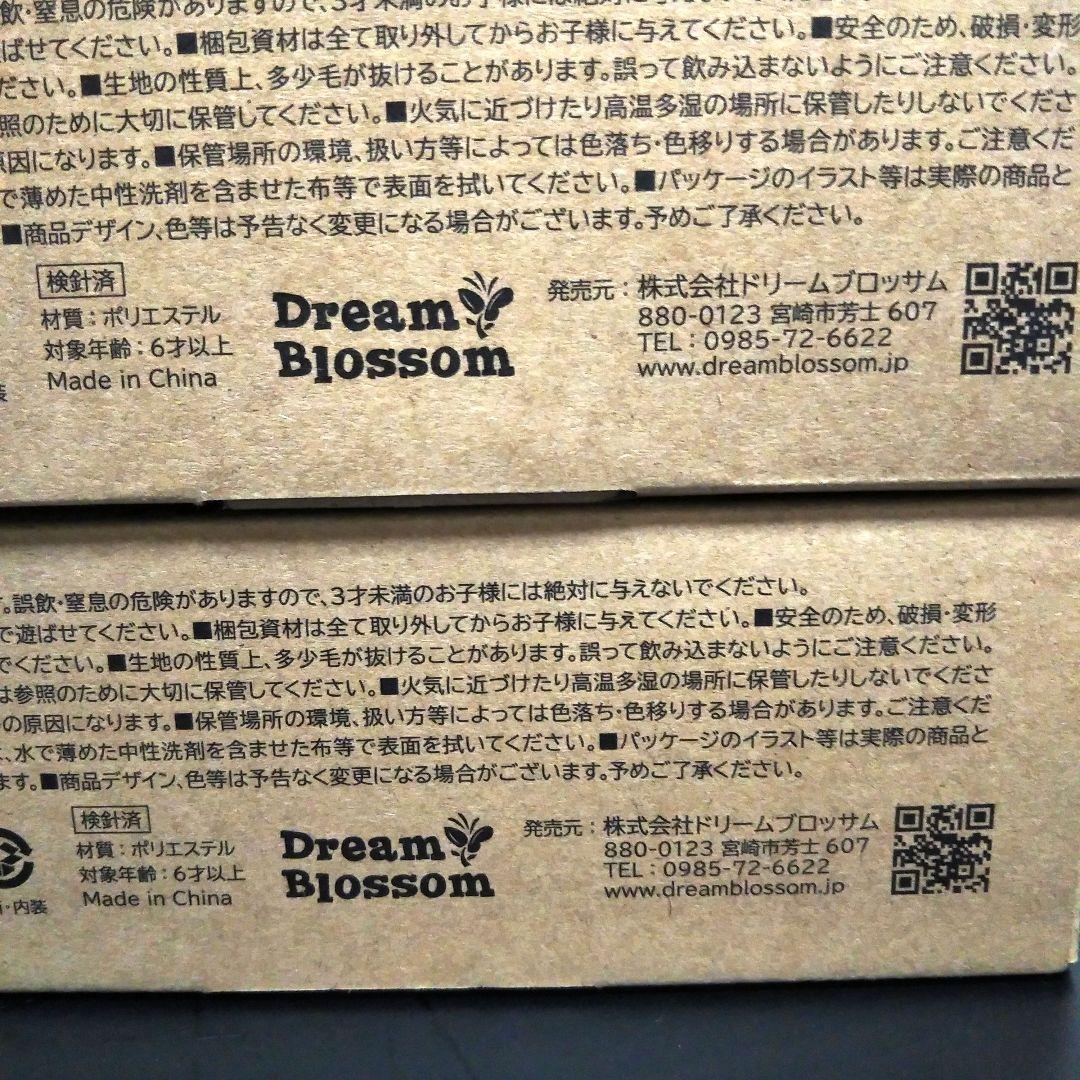 飲・窒息の危険がありますので、3才未満のお子様には絶対に与えないでください。
ばせてください。■梱包資材は全て取り外してからお子様に与えてください。■安全のため、破損・変形
ださい。■生地の性質上、多少毛が抜けることがあります。誤って飲み込まないようにご注意ください。
照のために大切に保管してください。■火気に近づけたり高温多湿の場所に保管したりしないでくださ
原因になります。■保管場所の環境、扱い方等によっては色落ち・色移りする場合があります。ご注意くだ
で薄めた中性洗剤を含ませた布等で表面を拭いてください。■パッケージのイラスト等は実際の商品と
■商品デザイン、色等は予告なく変更になる場合がございます。予めご了承ください。
検針済
材質：ポリエステル
対象年齢：6才以上
Made in China
装
Dream
Blossom
発売元：株式会社ドリームブロッサム
880-0123 宮崎市芳士607
TEL：0985-72-6622
www.dreamblossom.jp
す。誤飲・窒息の危険がありますので、3才未満のお子様には絶対に与えないでください。
で遊ばせてください。■梱包資材は全て取り外してからお子様に与えてください。■安全のため、破損・変形
でください。■生地の性質上、多少毛が抜けることがあります。誤って飲み込まないようにご注意ください。
は参照のために大切に保管してください。■火気に近づけたり高温多湿の場所に保管したりしないでくださ
の原因になります。■保管場所の環境、扱い方等によっては色落ち・色移りする場合があります。ご注意くだ
、水で薄めた中性洗剤を含ませた布等で表面を拭いてください。■パッケージのイラスト等は実際の商品と
ます。■商品デザイン、色等は予告なく変更になる場合がございます。予めご了承ください。
検針済
材質：ポリエステル
対象年齢：6才以上
Made in China
・内装
Dream
Blossom
発売元：株式会社ドリームブロッサム
880-0123 宮崎市芳士607
TEL：0985-72-6622
www.dreamblossom.jp